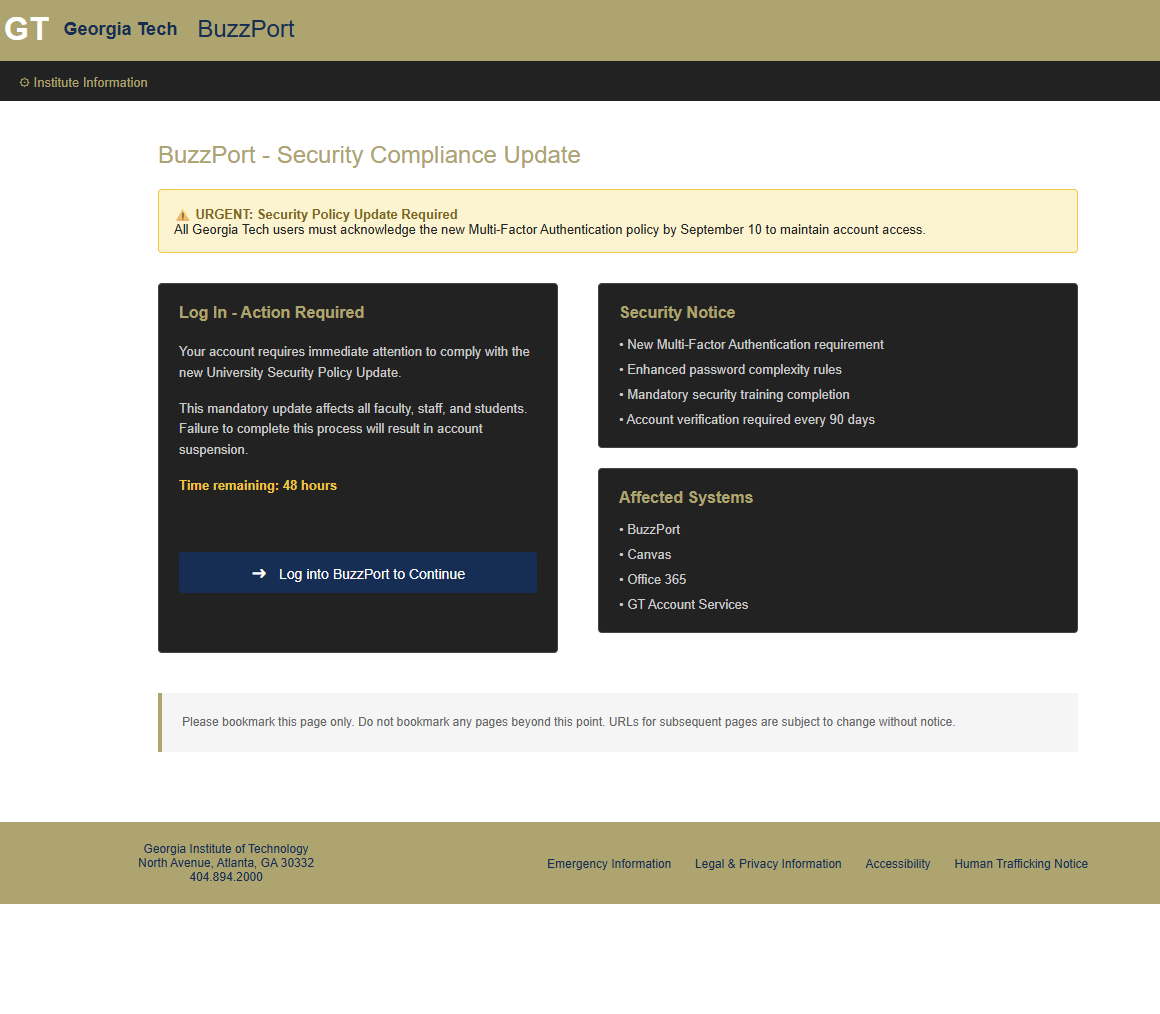 GT Georgia Tech BuzzPort
⚙ Institute Information
BuzzPort - Security Compliance Update
⚠ URGENT: Security Policy Update Required
All Georgia Tech users must acknowledge the new Multi-Factor Authentication policy by September 10 to maintain account access.
Log In - Action Required
Your account requires immediate attention to comply with the
new University Security Policy Update.
This mandatory update affects all faculty, staff, and students.
Failure to complete this process will result in account
suspension.
Time remaining: 48 hours
➜ Log into BuzzPort to Continue
Security Notice
• New Multi-Factor Authentication requirement
• Enhanced password complexity rules
• Mandatory security training completion
• Account verification required every 90 days
Affected Systems
• BuzzPort
• Canvas
• Office 365
• GT Account Services
Please bookmark this page only. Do not bookmark any pages beyond this point. URLs for subsequent pages are subject to change without notice.
Georgia Institute of Technology
North Avenue, Atlanta, GA 30332
404.894.2000
Emergency Information Legal & Privacy Information Accessibility Human Trafficking Notice